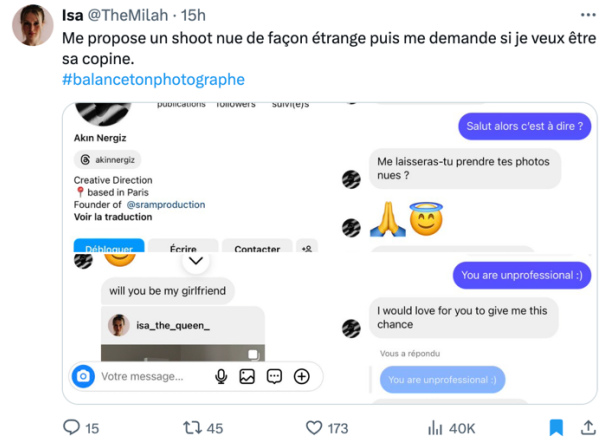 Isa @TheMilah · 15h
Me propose un shoot nue de façon étrange puis me demande si je veux être
sa copine.
#balancetonphotographe
publications followers suivi(e)s
Akın Nergiz
akinnergiz
Creative Direction
📍 based in Paris
Founder of @sramproduction
Voir la traduction
Débloquer Écrire Contacter
Salut alors c'est à dire ?
Me laisseras-tu prendre tes photos
nues ?
🙏😇
will you be my girlfriend
isa_the_queen_
Votre message...
You are unprofessional :)
I would love for you to give me this
chance
Vous a répondu
You are unprofessional :)
15 45 173 40K